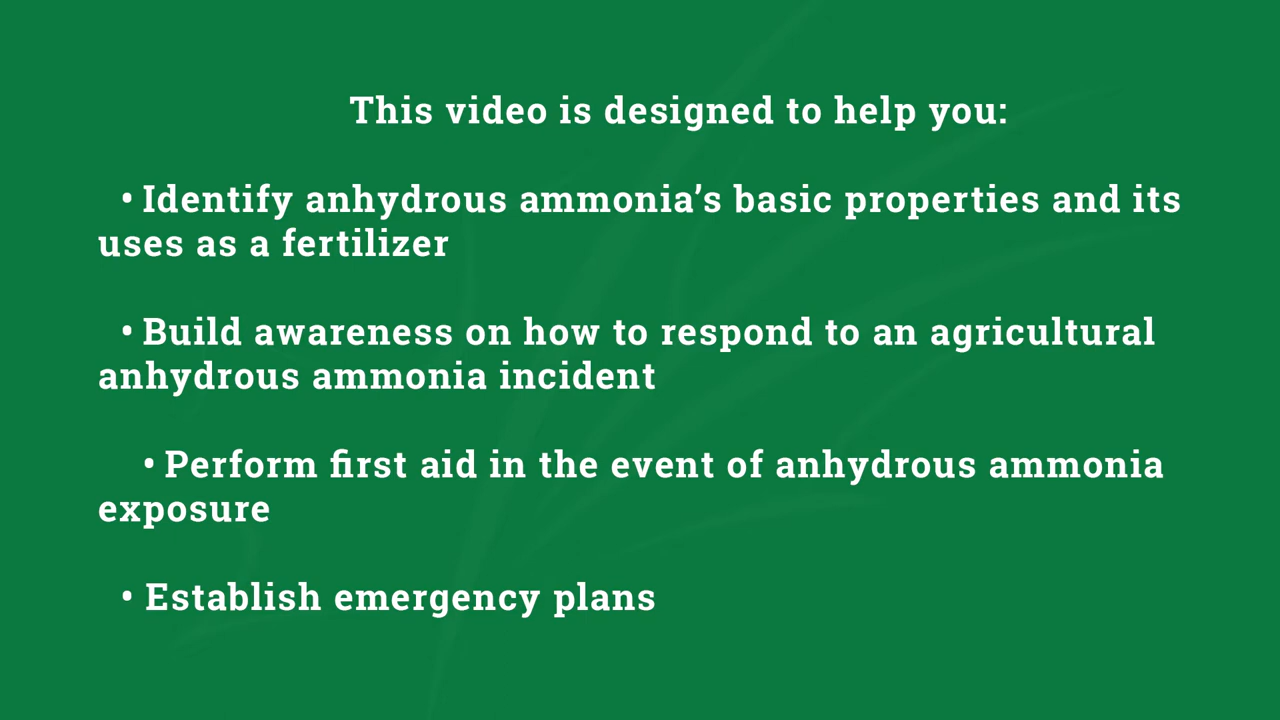 This video is designed to help you:
• Identify anhydrous ammonia’s basic properties and its
uses as a fertilizer
• Build awareness on how to respond to an agricultural
anhydrous ammonia incident
• Perform first aid in the event of anhydrous ammonia
exposure
• Establish emergency plans